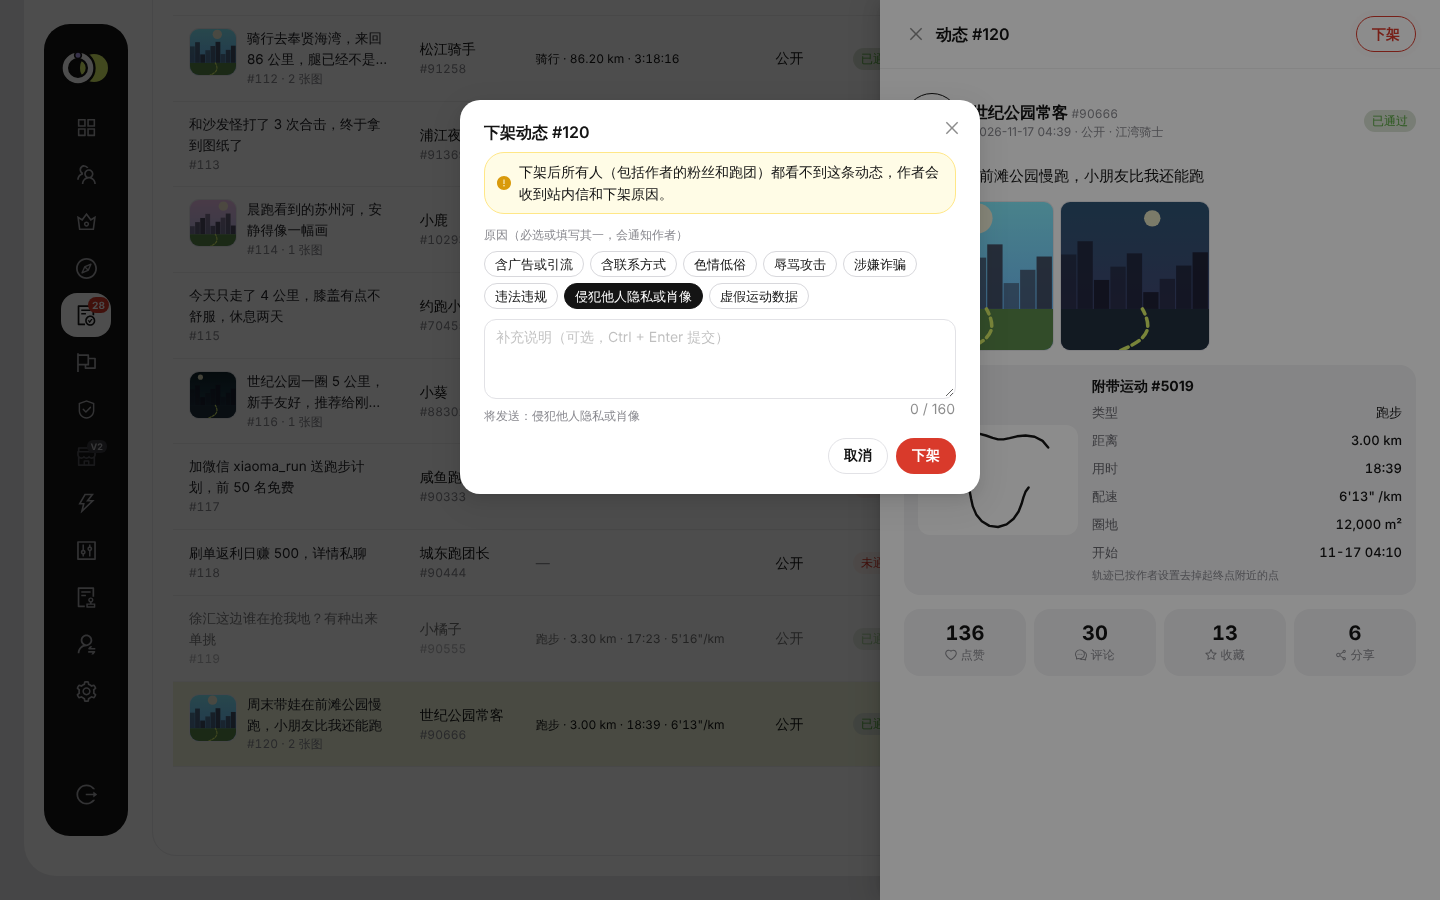 28
V2
骑行去奉贤海湾，来回
86 公里，腿已经不是...
#112 · 2 张图
松江骑手
#91258
骑行 · 86.20 km · 3:18:16
公开
和沙发怪打了 3 次合击，终于拿
到图纸了
#113
浦江夜
#9136
晨跑看到的苏州河，安
静得像一幅画
#114 · 1 张图
小鹿
#1029
今天只走了 4 公里，膝盖有点不
舒服，休息两天
#115
约跑小
#7045
世纪公园一圈 5 公里，
新手友好，推荐给刚...
#116 · 1 张图
小葵
#8830
加微信 xiaoma_run 送跑步计
划，前 50 名免费
#117
咸鱼跑
#90333
刷单返利日赚 500，详情私聊
#118
城东跑团长
#90444
—
公开
徐汇这边谁在抢我地？有种出来
单挑
#119
小橘子
#90555
跑步 · 3.30 km · 17:23 · 5'16"/km
公开
周末带娃在前滩公园慢
跑，小朋友比我还能跑
#120 · 2 张图
世纪公园常客
#90666
跑步 · 3.00 km · 18:39 · 6'13"/km
公开
下架动态 #120
下架后所有人（包括作者的粉丝和跑团）都看不到这条动态，作者会
收到站内信和下架原因。
原因（必选或填写其一，会通知作者）
含广告或引流
含联系方式
色情低俗
辱骂攻击
涉嫌诈骗
违法违规
侵犯他人隐私或肖像
虚假运动数据
补充说明（可选，Ctrl + Enter 提交）
0 / 160
将发送：侵犯他人隐私或肖像
取消
下架
动态 #120
下架
世纪公园常客 #90666
026-11-17 04:39 · 公开 · 江湾骑士
已通过
前滩公园慢跑，小朋友比我还能跑
附带运动 #5019
类型
跑步
距离
3.00 km
用时
18:39
配速
6'13" /km
圈地
12,000 m²
开始
11-17 04:10
轨迹已按作者设置去掉起终点附近的点
136
点赞
30
评论
13
收藏
6
分享